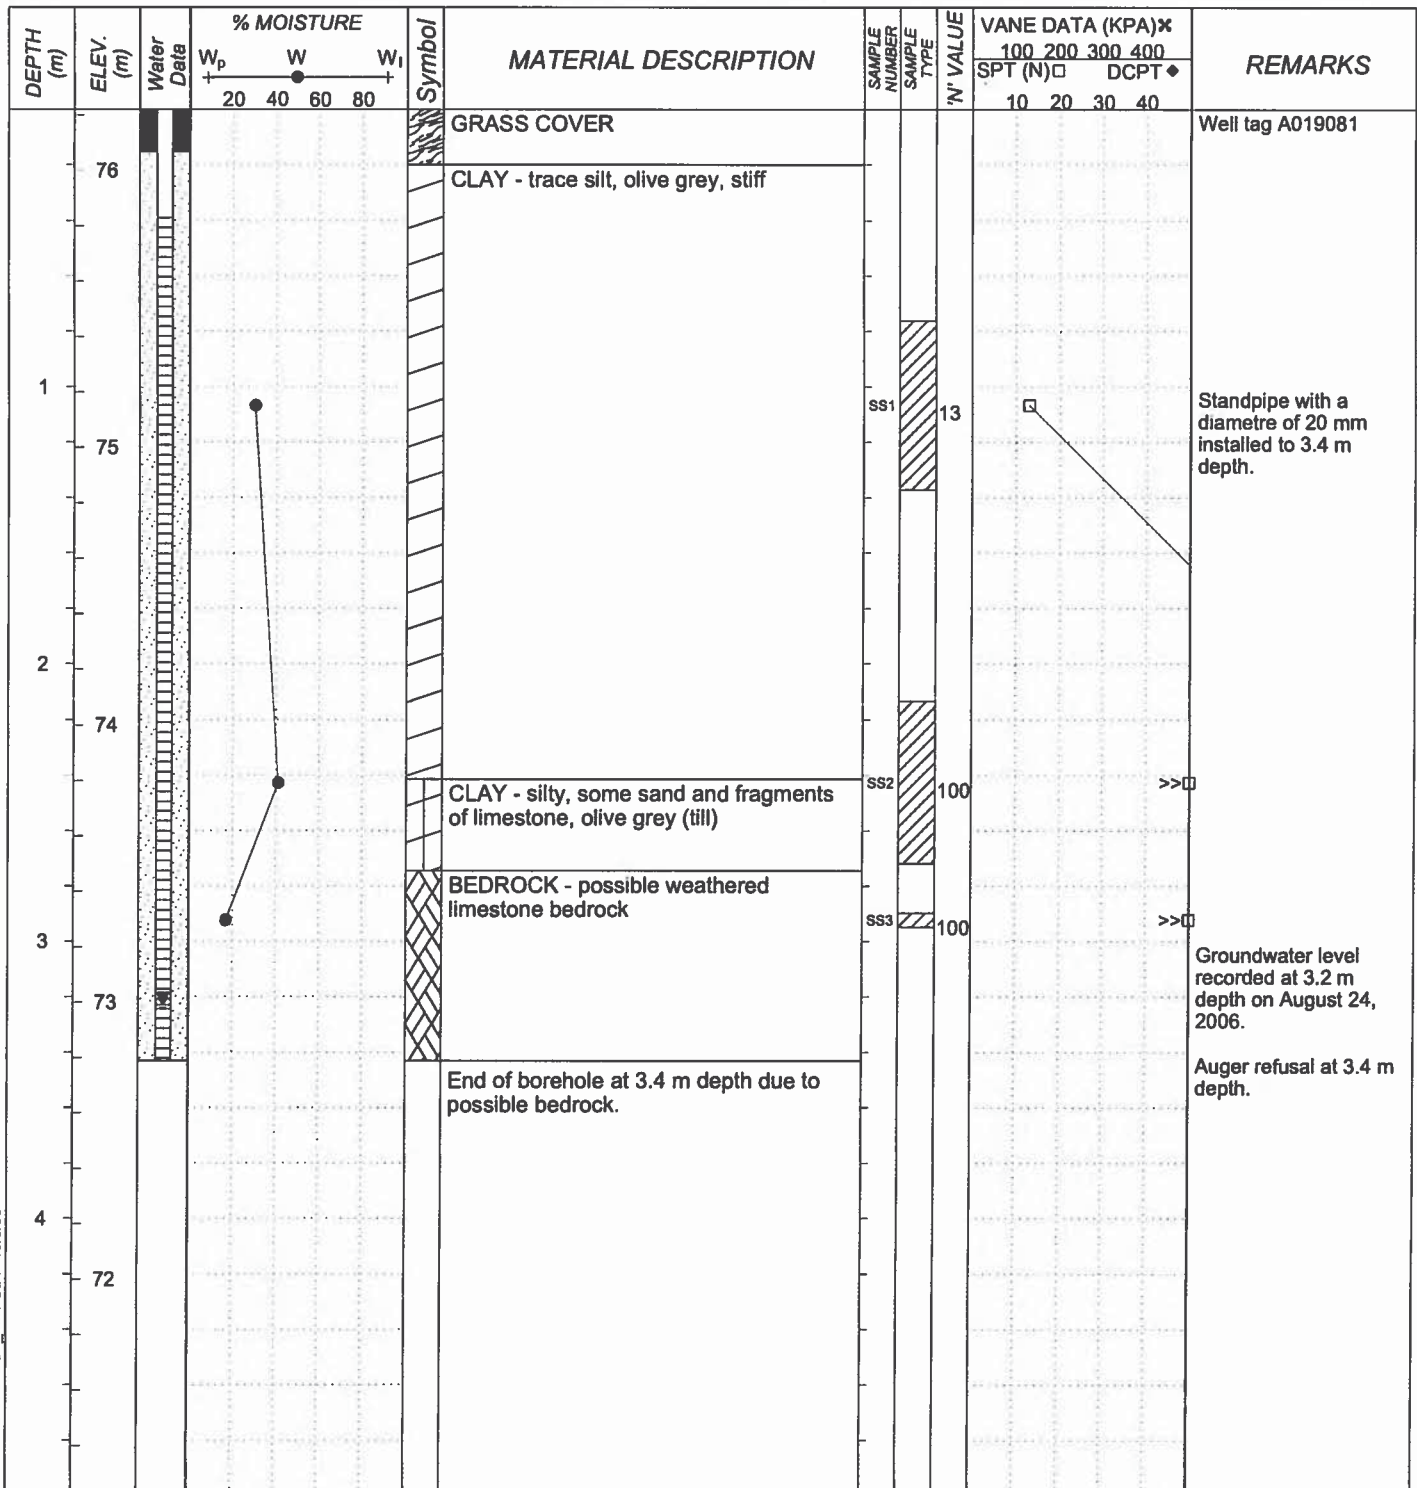 DEPTH (m)
ELEV. (m)
Water Data
% MOISTURE
Wp W Wl
20 40 60 80
Symbol
MATERIAL DESCRIPTION
SAMPLE NUMBER
SAMPLE TYPE
'N' VALUE
VANE DATA (KPA)×
100 200 300 400
SPT (N)□ DCPT ◆
10 20 30 40
REMARKS
GRASS COVER
Well tag A019081
76
CLAY - trace silt, olive grey, stiff
1
SS1
13
Standpipe with a
diametre of 20 mm
installed to 3.4 m
depth.
75
2
74
CLAY - silty, some sand and fragments
of limestone, olive grey (till)
SS2
100
>>□
BEDROCK - possible weathered
limestone bedrock
SS3
100
>>□
3
Groundwater level
recorded at 3.2 m
depth on August 24,
2006.
73
Auger refusal at 3.4 m
depth.
End of borehole at 3.4 m depth due to
possible bedrock.
4
72